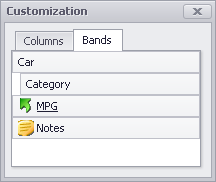 Customization
Columns Bands
Car
Category
MPG
Notes